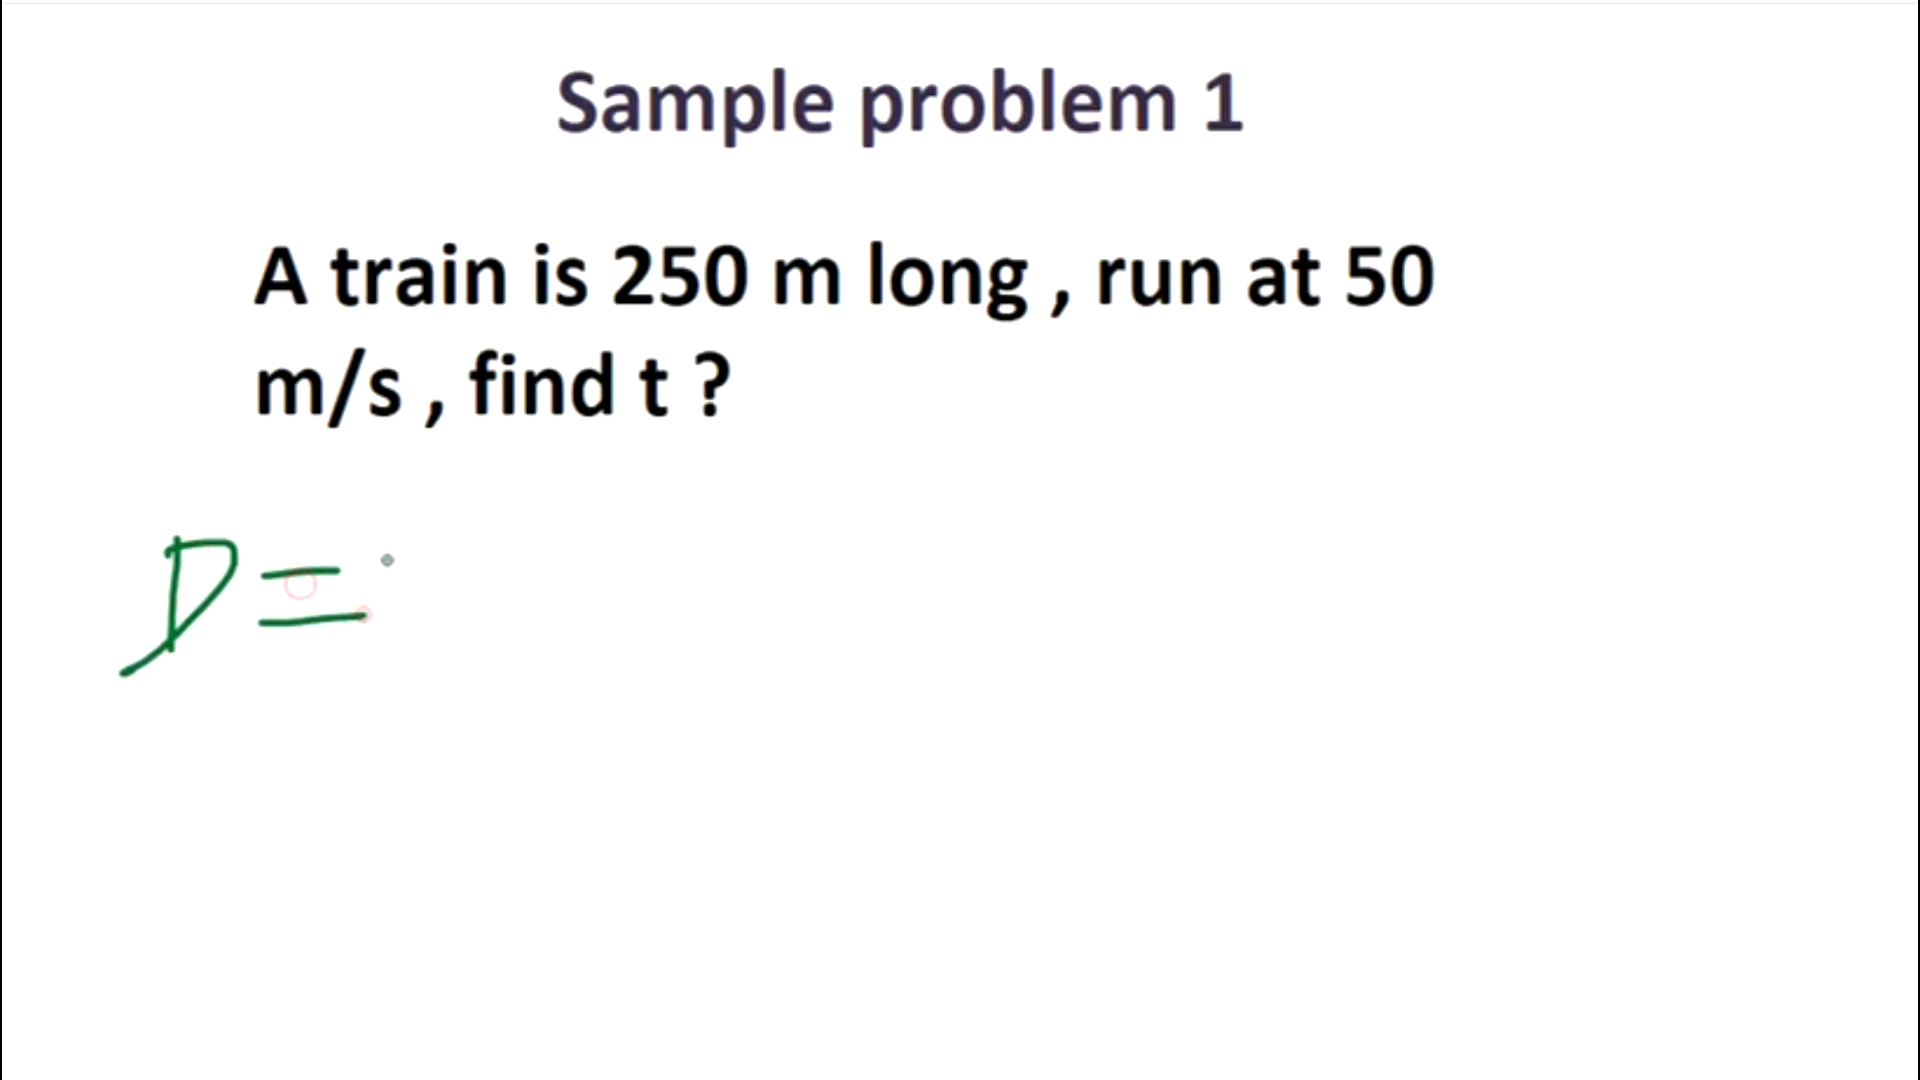 Sample problem 1
A train is 250 m long , run at 50
m/s , find t ?
D =